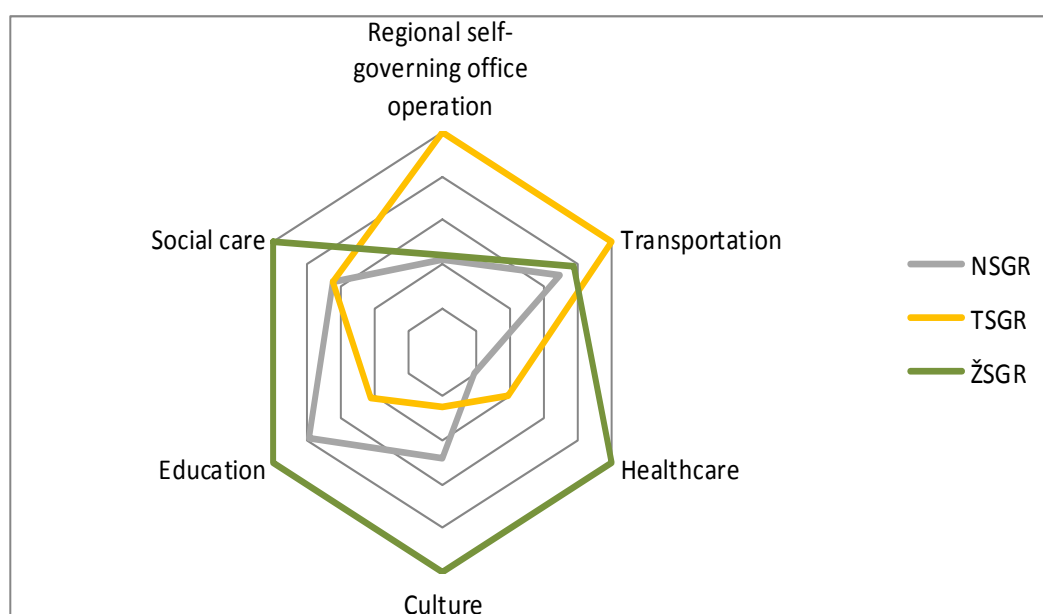 Regional self-
governing office
operation
Social care
Transportation
NSGR
TSGR
ŽSGR
Education
Healthcare
Culture